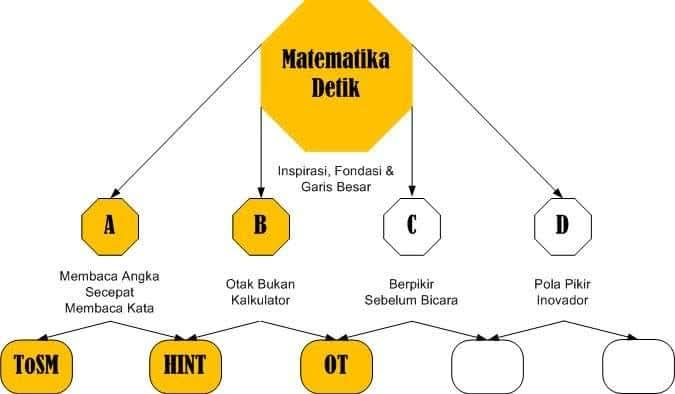 Matematika
Detik
Inspirasi, Fondasi &
Garis Besar
A
B
C
D
Membaca Angka
Secepat
Membaca Kata
Otak Bukan
Kalkulator
Berpikir
Sebelum Bicara
Pola Pikir
Inovador
ToSM
HINT
OT